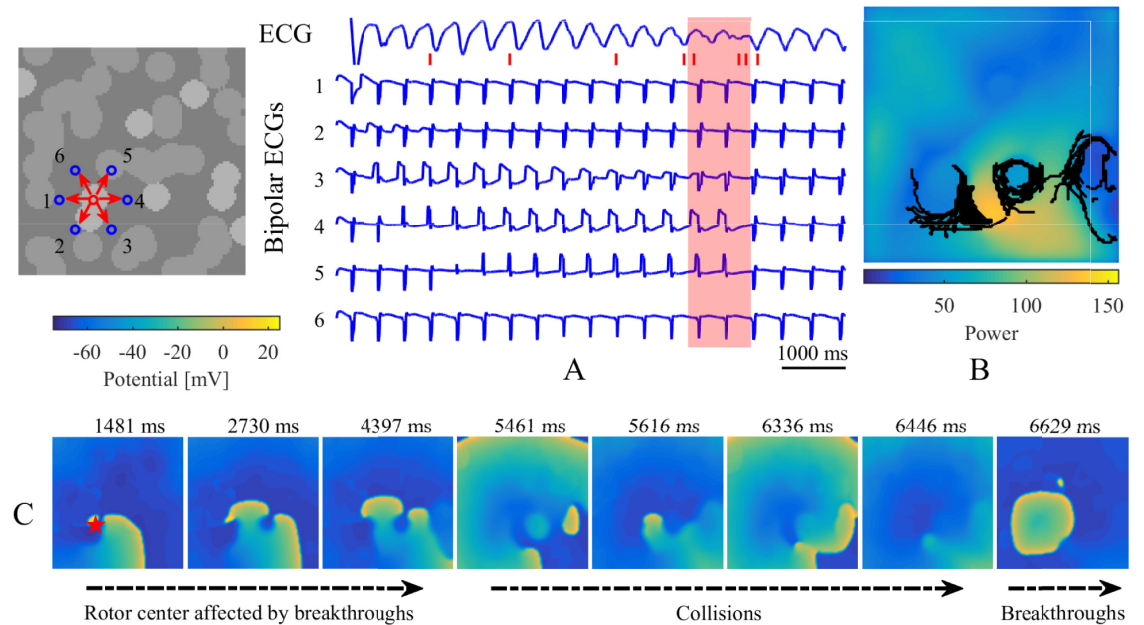 ECG
Bipolar ECGs
1
2
3
4
5
6
6
5
1
4
2
3
-60 -40 -20 0 20
Potential [mV]
1000 ms
A
50 100 150
Power
B
C
1481 ms 2730 ms 4397 ms 5461 ms 5616 ms 6336 ms 6446 ms 6629 ms
Rotor center affected by breakthroughs Collisions Breakthroughs